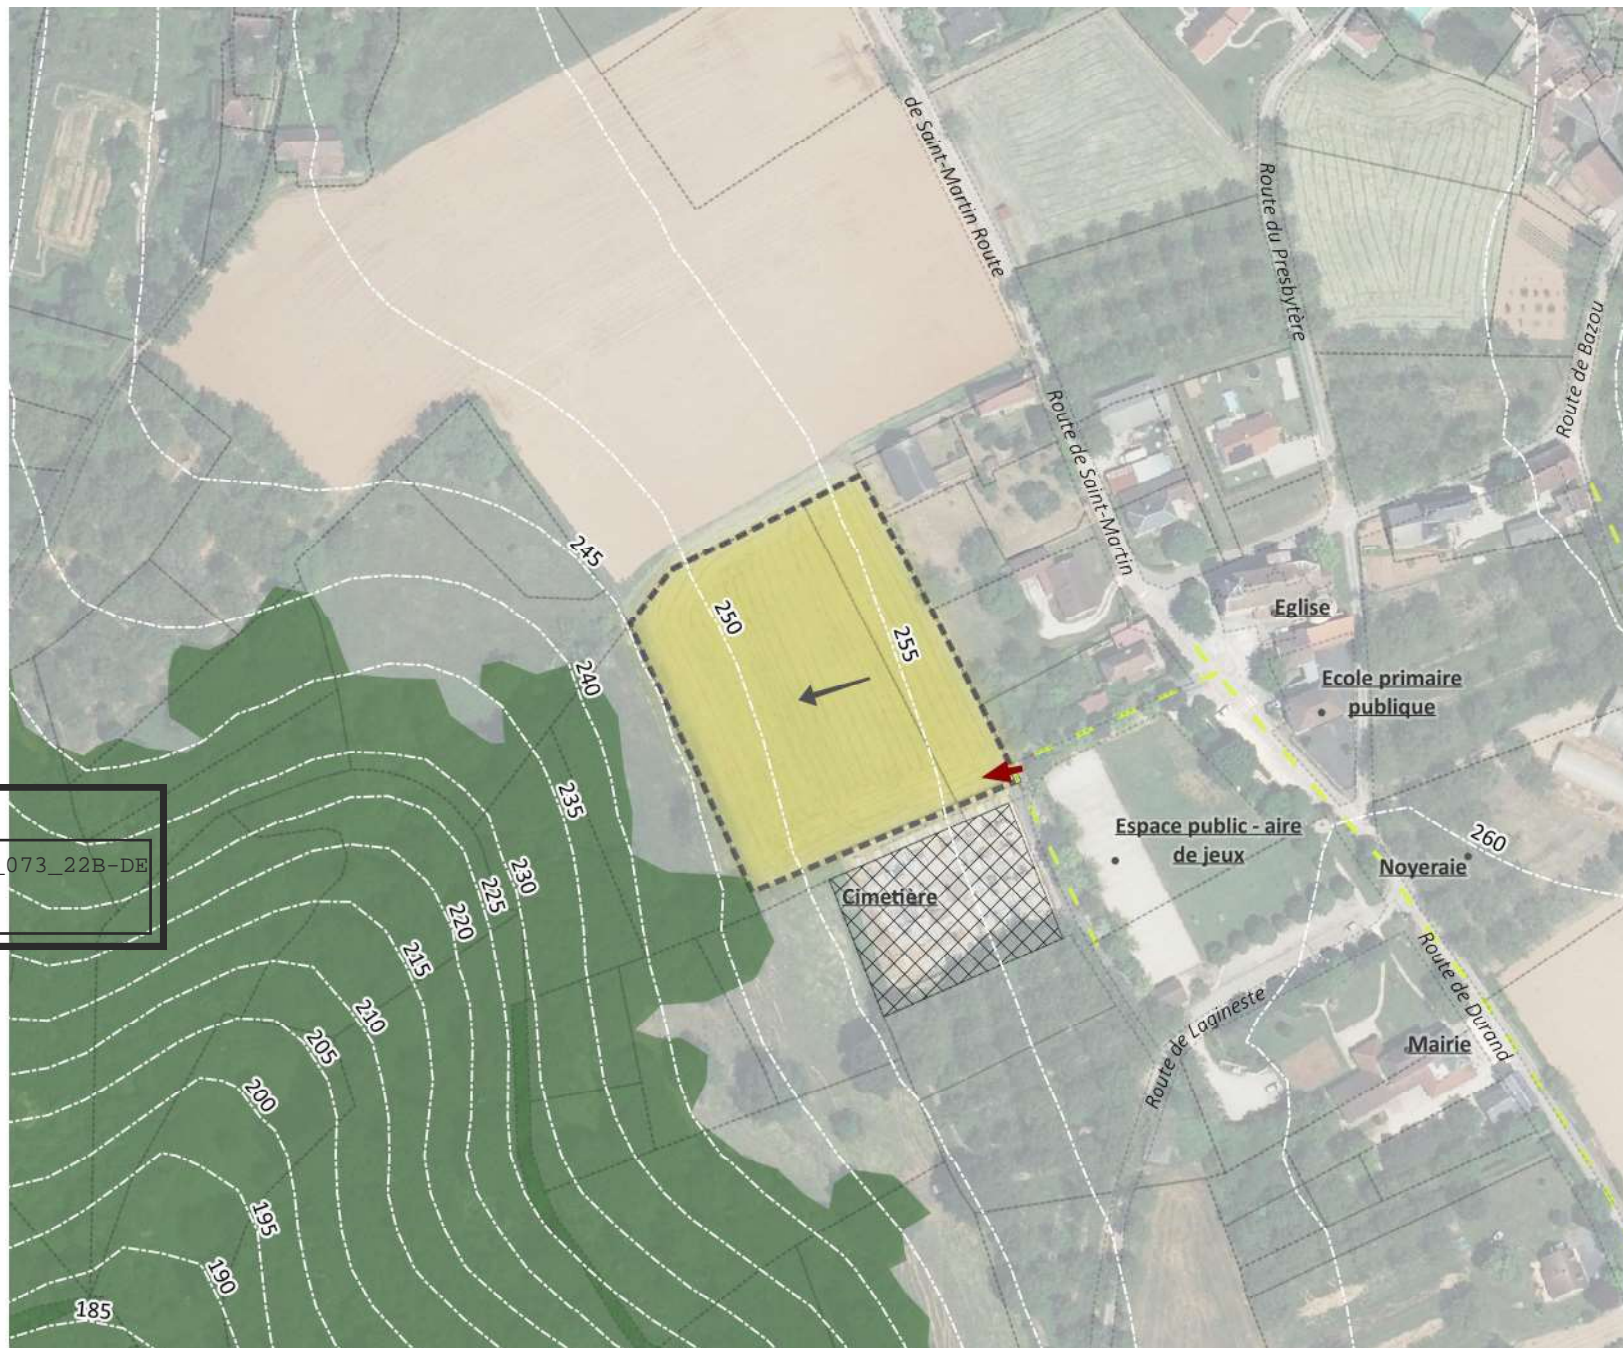 de Saint-Martin Route
Route du Presbytère
Route de Bazou
Route de Saint-Martin
245
250
255
240
Eglise
Ecole primaire
publique
235
Espace public - aire
de jeux
260
Noyeraie
_073_22B-DE
230
225
220
Cimetière
215
210
205
200
195
190
185
Route de Lagineste
Route de Durand
Mairie